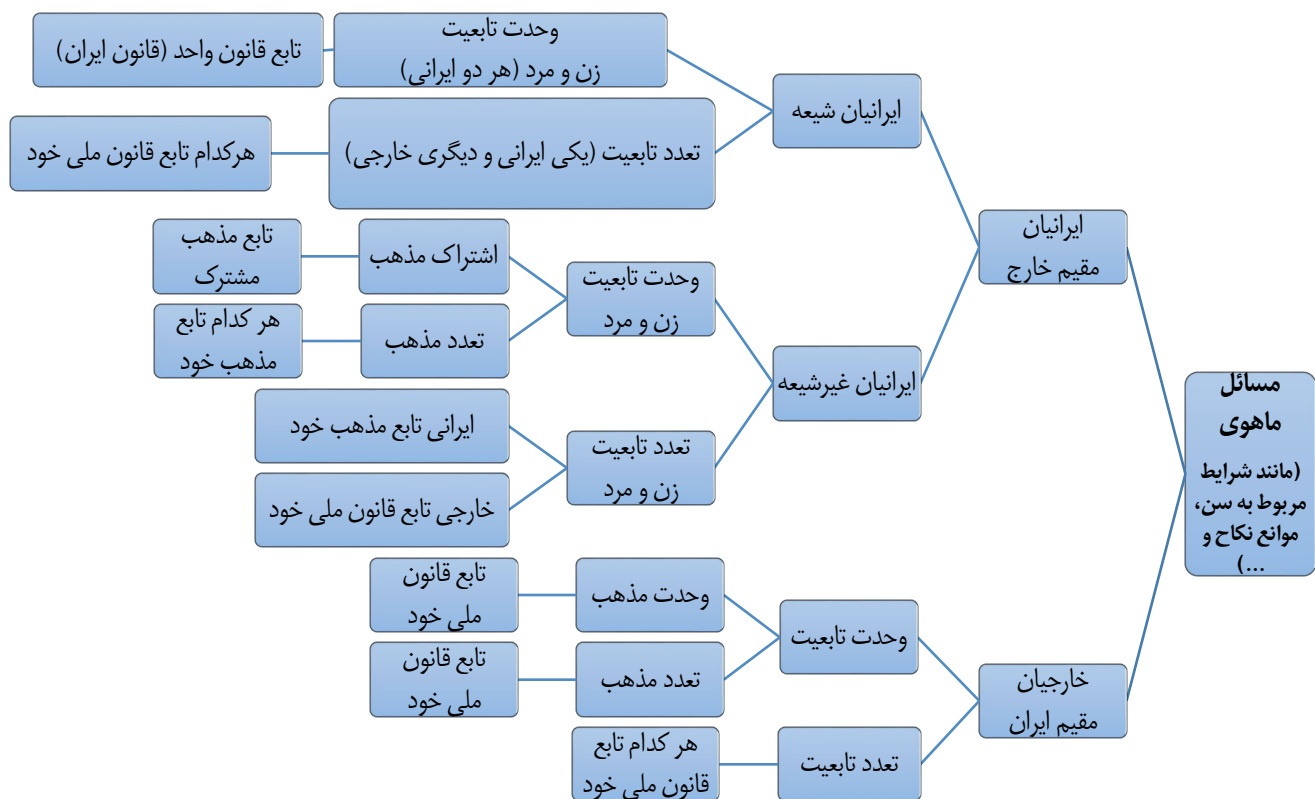 مسائل
ماهوی
(مانند شرایط
مربوط به سن،
موانع نکاح و
...)
ایرانیان
مقیم خارج
ایرانیان شیعه
وحدت تابعیت
زن و مرد (هر دو ایرانی)
تابع قانون واحد (قانون ایران)
تعدد تابعیت (یکی ایرانی و دیگری خارجی)
هرکدام تابع قانون ملی خود
ایرانیان غیرشیعه
وحدت تابعیت
زن و مرد
اشتراک مذهب
تابع مذهب
مشترک
تعدد مذهب
هر کدام تابع
مذهب خود
تعدد تابعیت
زن و مرد
ایرانی تابع مذهب خود
خارجی تابع قانون ملی خود
خارجیان
مقیم ایران
وحدت تابعیت
وحدت مذهب
تابع قانون
ملی خود
تعدد مذهب
تابع قانون
ملی خود
تعدد تابعیت
هر کدام تابع
قانون ملی خود